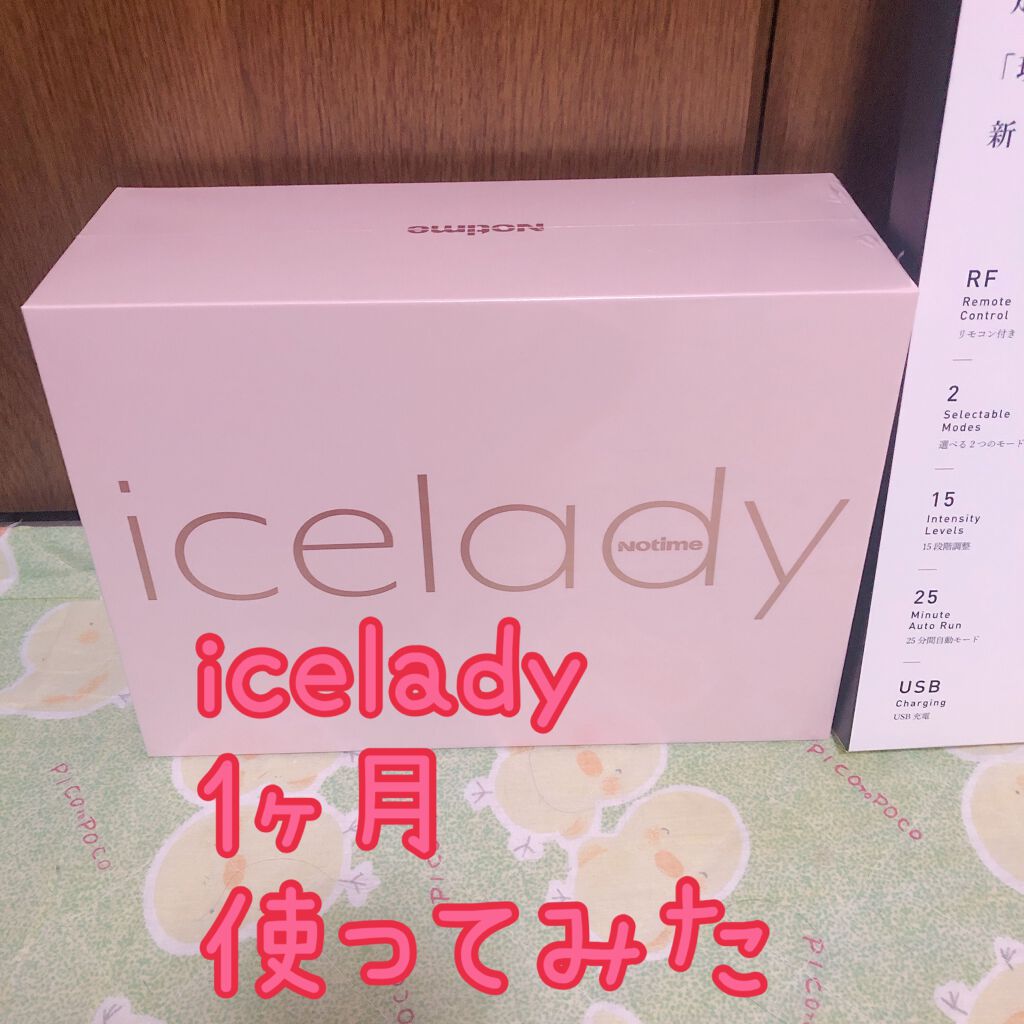 Notime
icelady
Notime
icelady
1ヶ月
使ってみた
新
RF
Remote
Control
リモコン付き
2
Selectable
Modes
選べる2つのモード
15
Intensity
Levels
15段階調整
25
Minute
Auto Run
25分間自動モード
USB
Charging
USB充電
PiCOmoPOCO
PiCOmoPOCO